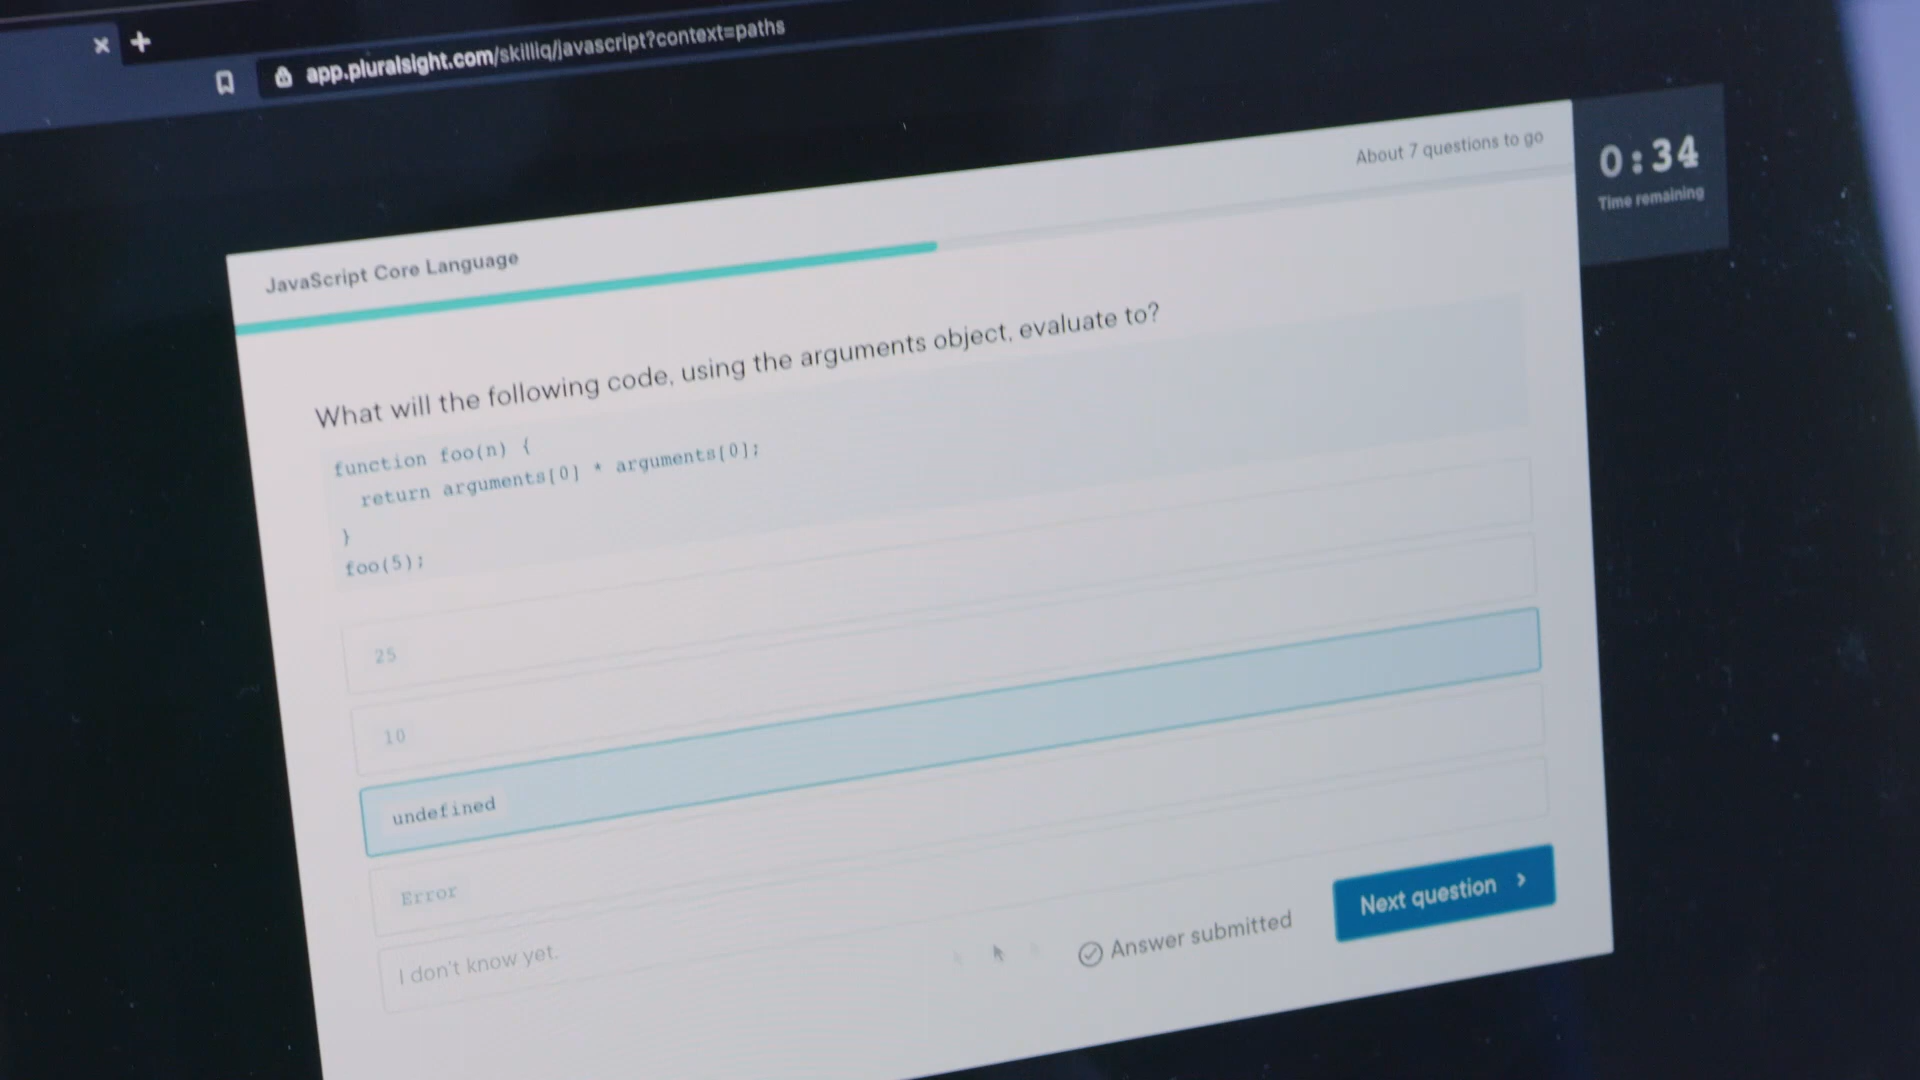 app.pluralsight.com/skilliq/javascript?context=paths
About 7 questions to go
0:34
Time remaining
JavaScript Core Language
What will the following code, using the arguments object, evaluate to?
function foo(n) {
return arguments[0] * arguments[0];
}
foo(5);
25
10
undefined
Error
I don't know yet.
Answer submitted
Next question